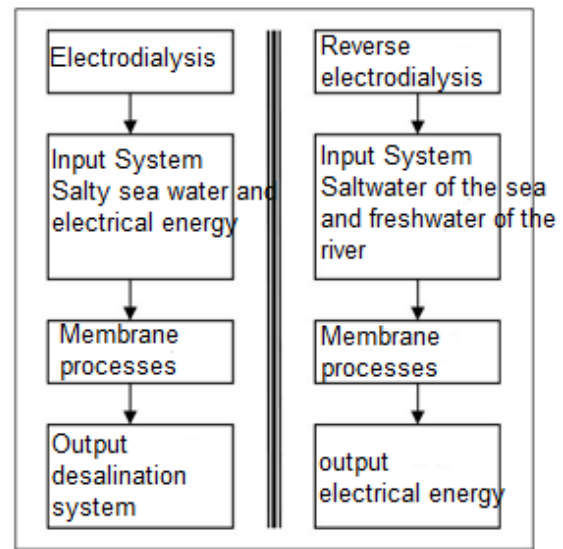 Electrodialysis
Input System
Salty sea water and
electrical energy
Membrane
processes
Output
desalination
system
Reverse
electrodialysis
Input System
Saltwater of the sea
and freshwater of the
river
Membrane
processes
output
electrical energy